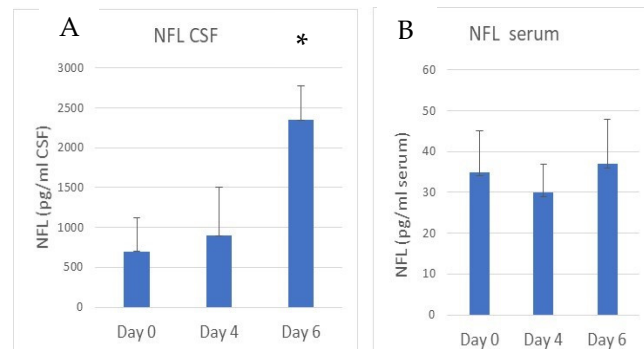 A
NFL CSF
*
NFL (pg/ml CSF)
3000
2500
2000
1500
1000
500
0
Day 0 Day 4 Day 6
B
NFL serum
NFL (pg/ml serum)
60
50
40
30
20
10
0
Day 0 Day 4 Day 6